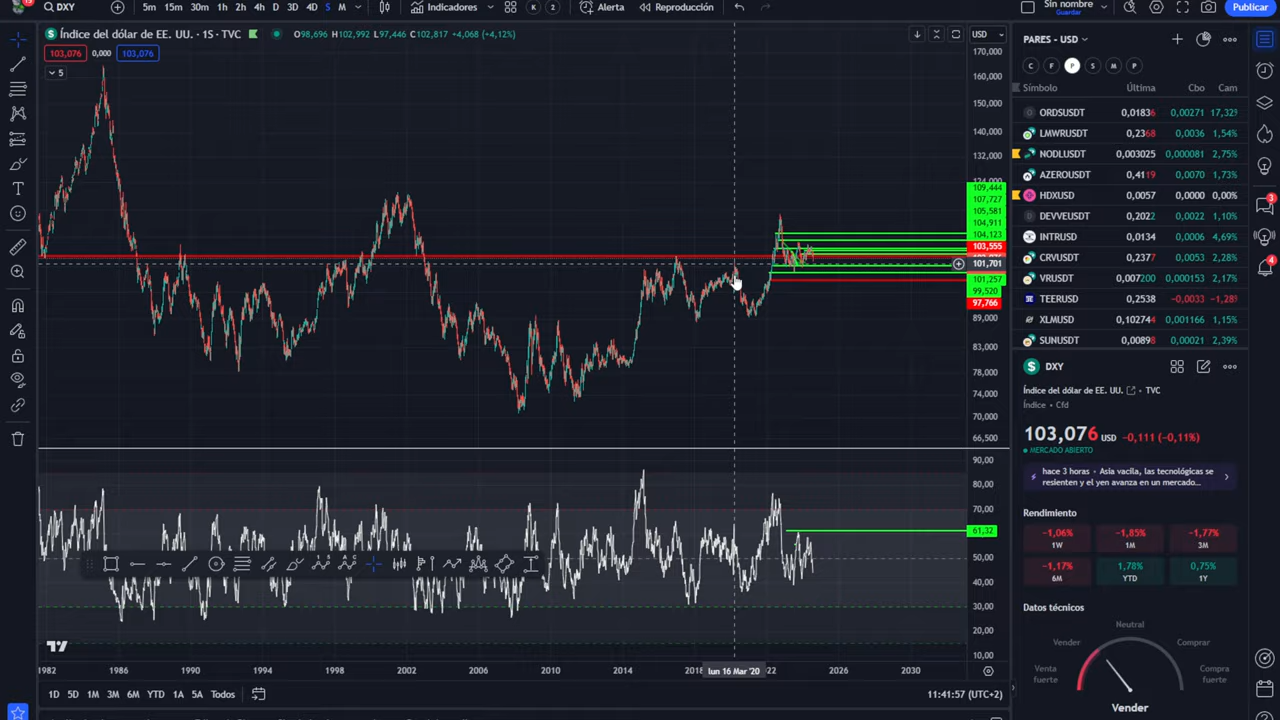 DXY 5m 15m 30m 1h 2h 4h D 3D 4D S M Indicadores K 2 Alerta Reproducción Sin nombre Guardar Publicar
Índice del dólar de EE. UU. · 1S · TVC O98,696 H102,992 L97,446 C102,817 +4,068 (+4,12%) USD
103,076 0,000 103,076
5
170,000
160,000
150,000
140,000
132,000
124,000
109,444
107,727
105,581
104,911
104,123
103,555
101,701
101,257
99,520
97,766
89,000
83,000
78,000
74,000
70,000
66,500
90,00
80,00
70,00
61,32
50,00
40,00
30,00
20,00
10,00
1982 1986 1990 1994 1998 2002 2006 2010 2014 2018 lun 16 Mar '20 22 2026 2030
1D 5D 1M 3M 6M YTD 1A 5A Todos 11:41:57 (UTC+2)
PARES - USD
C F P S M P
Símbolo Última Cbo Cam
ORDSUSDT 0,01836 0,00271 17,32%
LMWRUSDT 0,2368 0,0036 1,54%
NODLUSDT 0,003025 0,000081 2,75%
AZEROUSDT 0,4119 0,0070 1,73%
HDXUSD 0,0057 0,0000 0,00%
DEVVEUSDT 0,2022 0,0022 1,10%
INTRUSD 0,0134 0,0006 4,69%
CRVUSDT 0,2377 0,0053 2,28%
VRUSDT 0,007200 0,000153 2,17%
TEERUSD 0,2538 −0,0033 −1,28%
XLMUSD 0,102744 0,001166 1,15%
SUNUSDT 0,00898 0,00021 2,39%
DXY
Índice del dólar de EE. UU. · TVC
Índice · Cfd
103,076 USD −0,111 (−0,11%)
MERCADO ABIERTO
hace 3 horas · Asia vacila, las tecnológicas se
resienten y el yen avanza en un mercado...
Rendimiento
−1,06% −1,85% −1,77%
1W 1M 3M
−1,17% 1,78% 0,75%
6M YTD 1Y
Datos técnicos
Neutral
Vender Comprar
Venta fuerte Compra fuerte
Vender
3
4